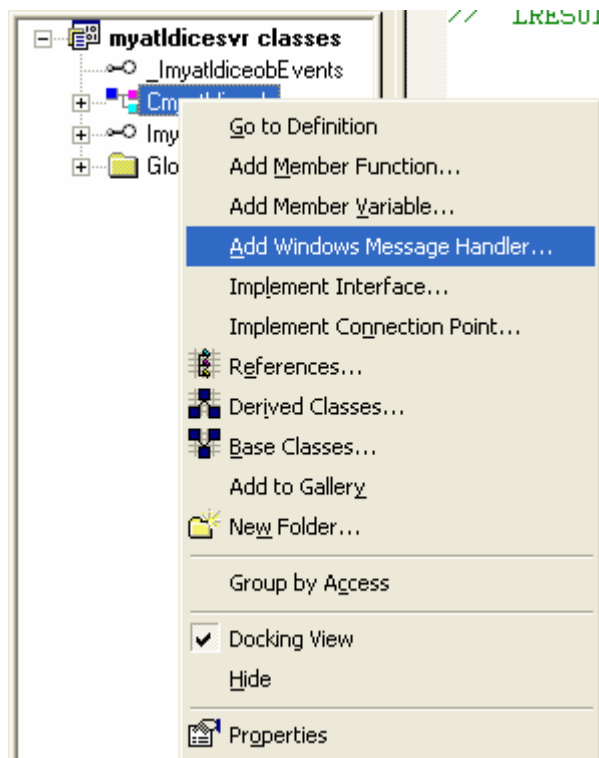 // LRESU
myatldicesvr classes
_ImyatldiceobEvents
Imy
Glo
Go to Definition
Add Member Function...
Add Member Variable...
Add Windows Message Handler...
Implement Interface...
Implement Connection Point...
References...
Derived Classes...
Base Classes...
Add to Gallery
New Folder...
Group by Access
Docking View
Hide
Properties